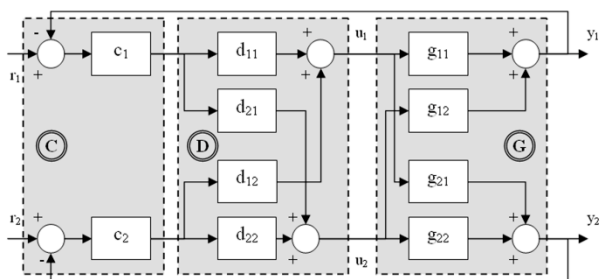 -
+
r₁
c₁
d₁₁
+
+
u₁
g₁₁
+
+
y₁
d₂₁
g₁₂
C
D
G
d₁₂
g₂₁
r₂
+
-
c₂
d₂₂
+
+
u₂
g₂₂
+
+
y₂